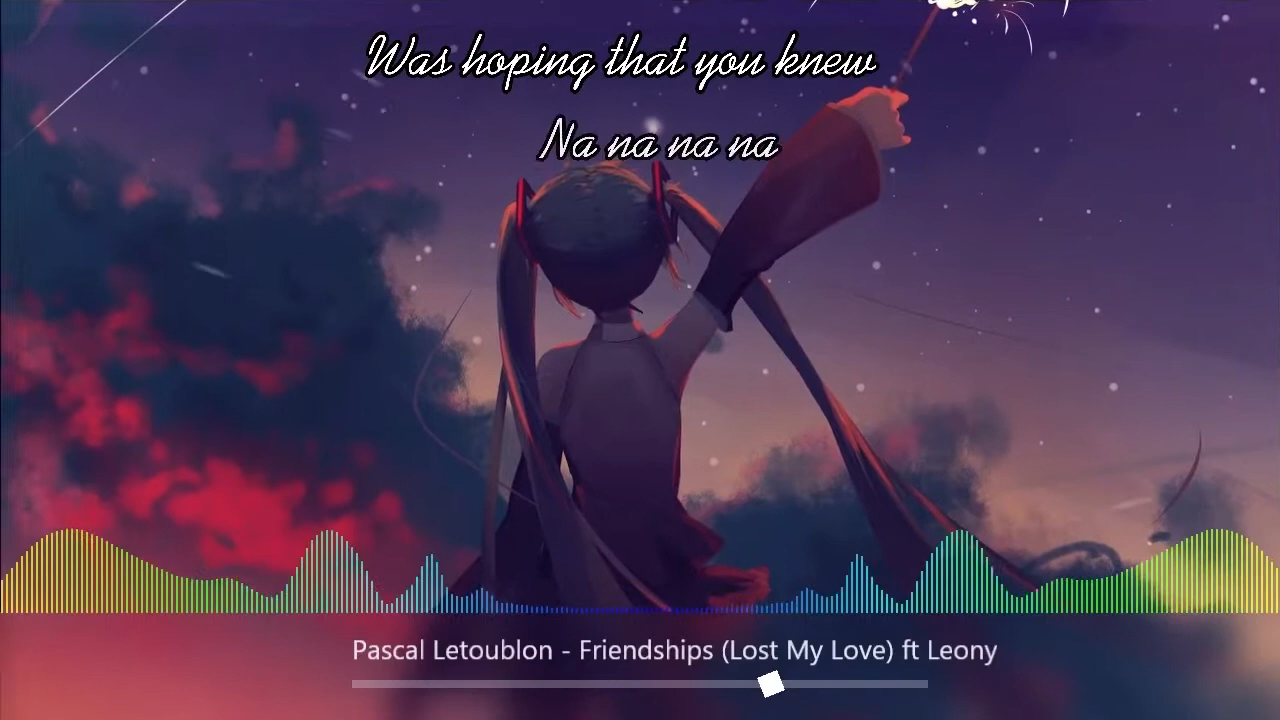 Was hoping that you knew
Na na na na
Pascal Letoublon - Friendships (Lost My Love) ft Leony